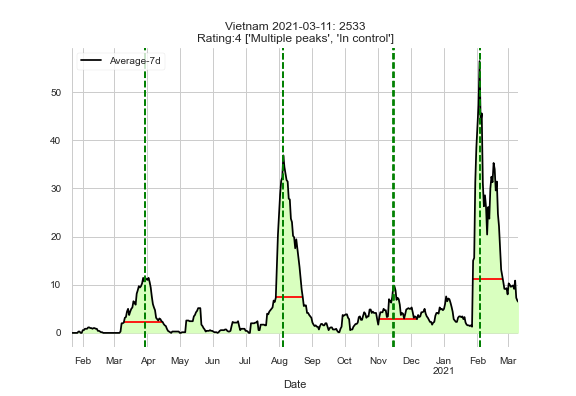 Vietnam 2021-03-11: 2533
Rating:4 ['Multiple peaks', 'In control']
Average-7d
50
40
30
20
10
0
Feb Mar Apr May Jun Jul Aug Sep Oct Nov Dec Jan Feb Mar
2021
Date